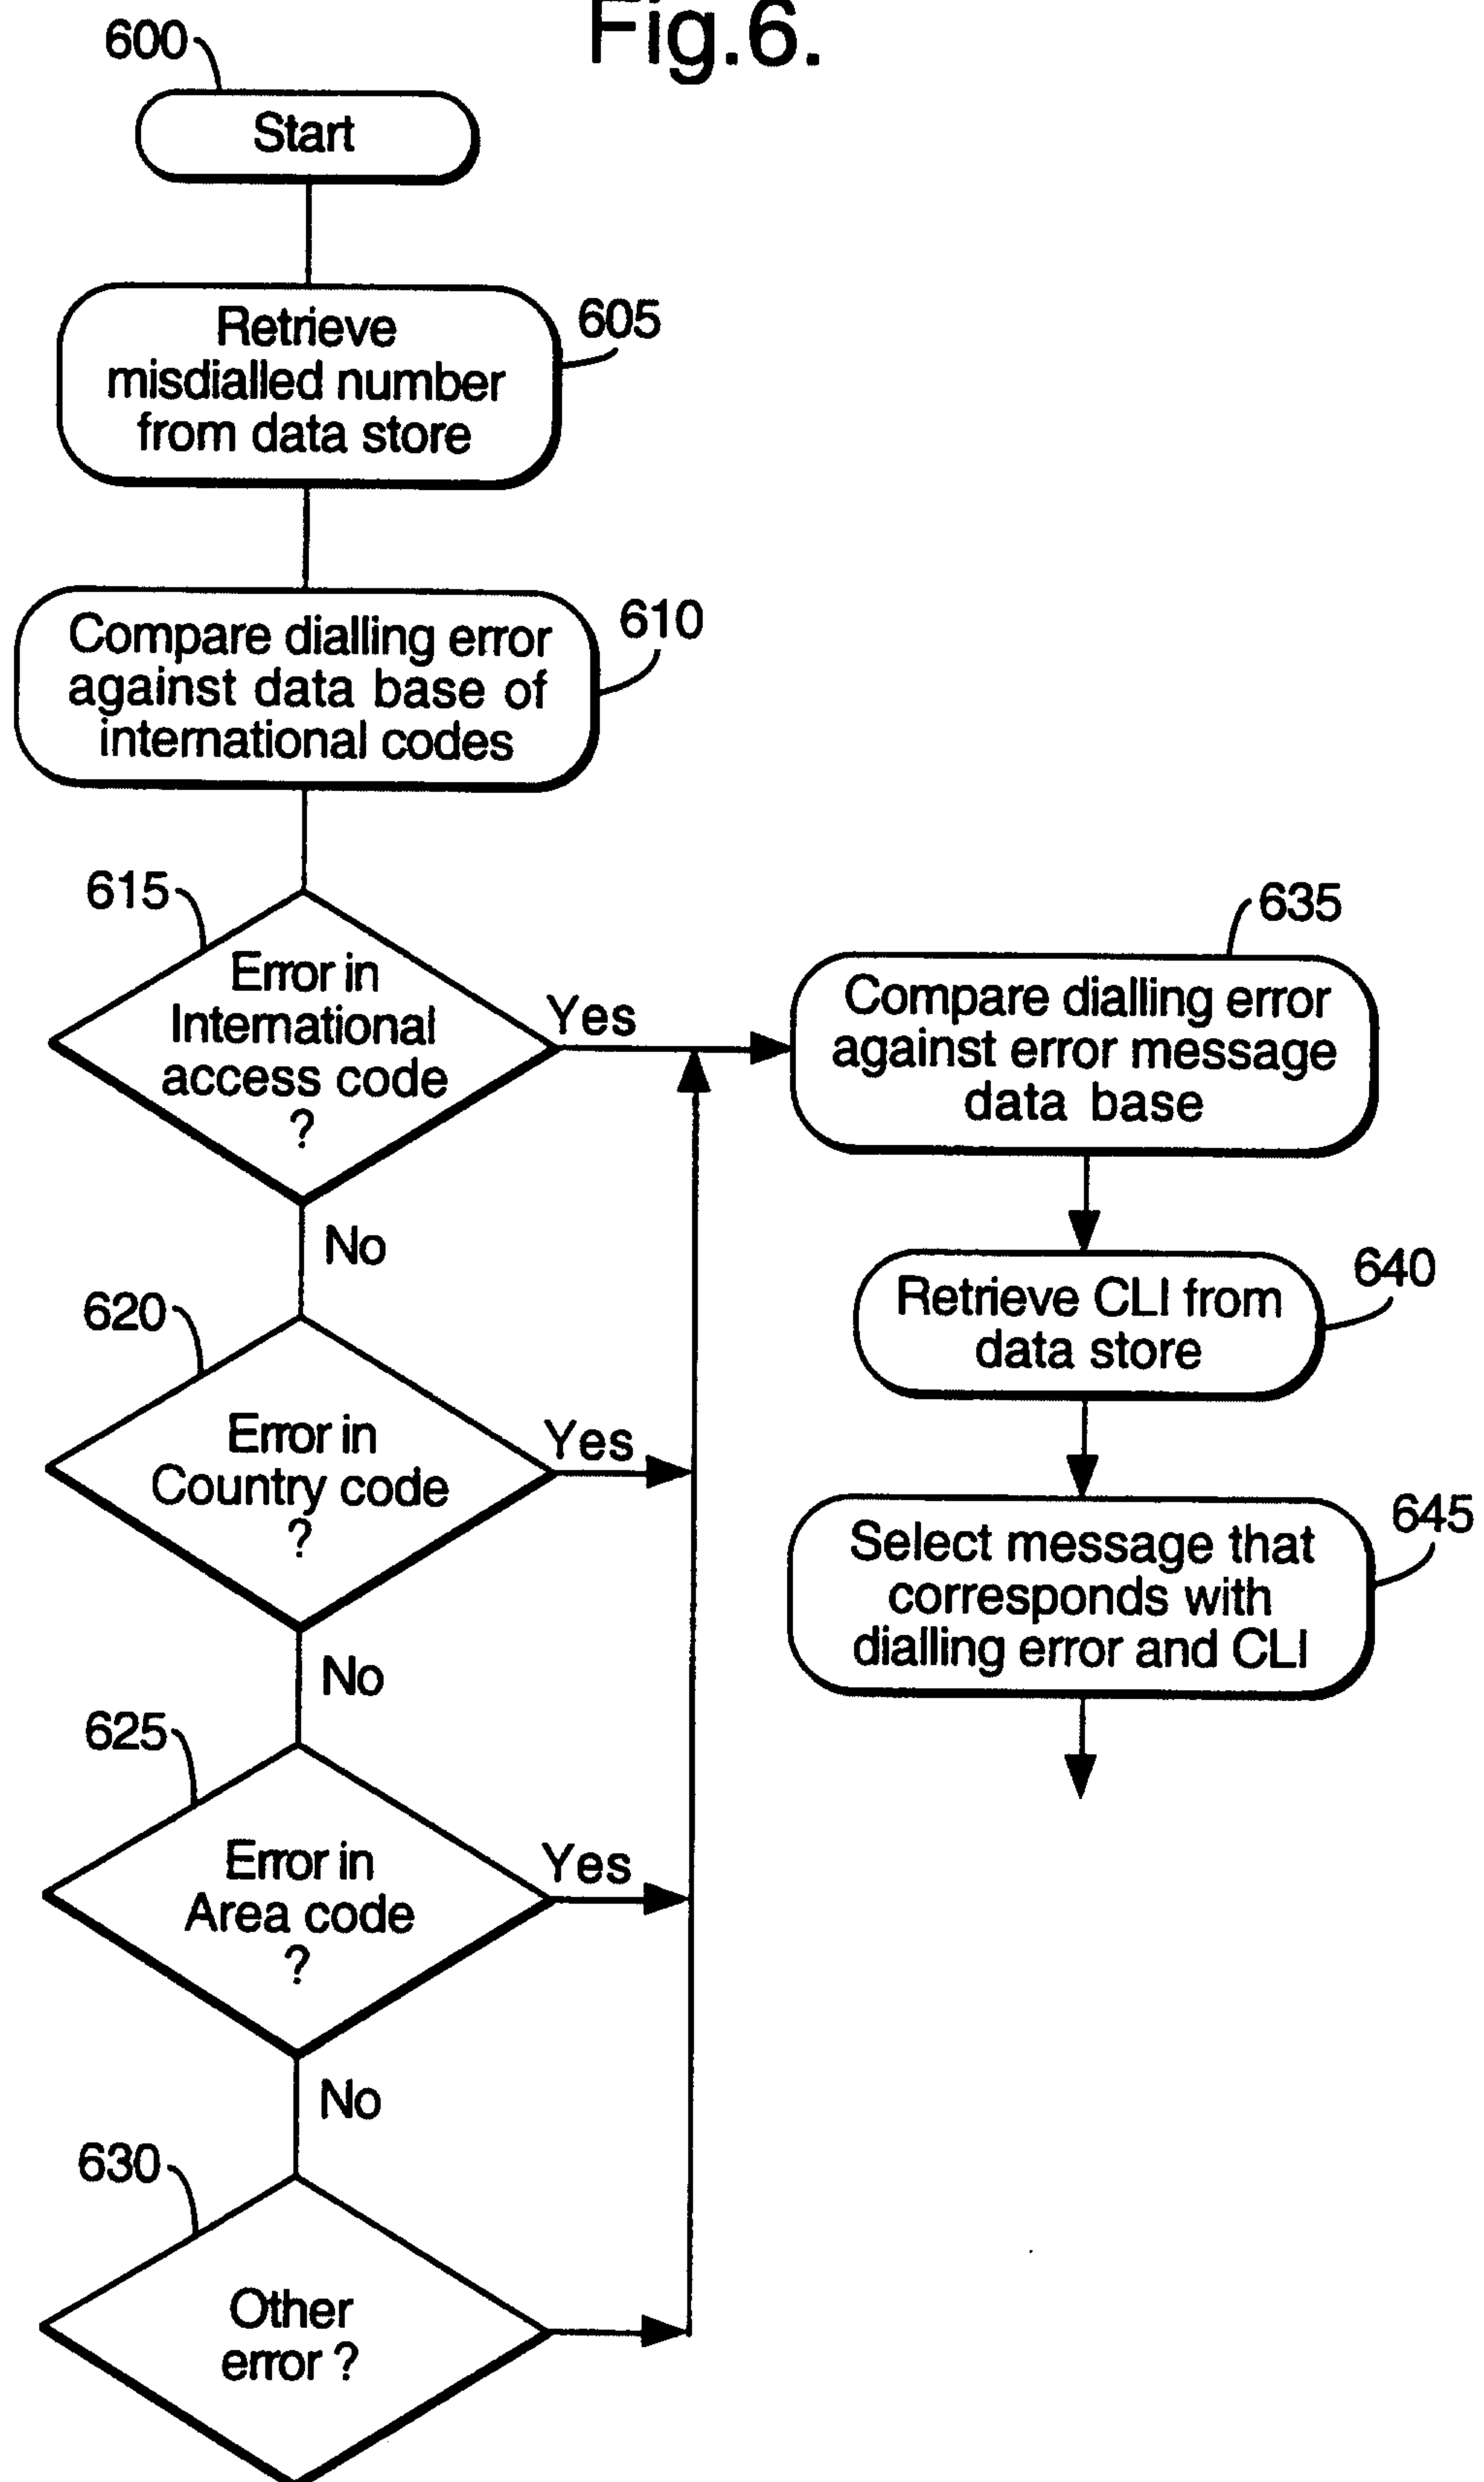 Fig.6.
600
Start
605
Retrieve
misdialled number
from data store
610
Compare dialling error
against data base of
international codes
615
Error in
International
access code
?
Yes
No
635
Compare dialling error
against error message
data base
640
Retrieve CLI from
data store
645
Select message that
corresponds with
dialling error and CLI
620
Error in
Country code
?
Yes
No
625
Error in
Area code
?
Yes
No
630
Other
error ?